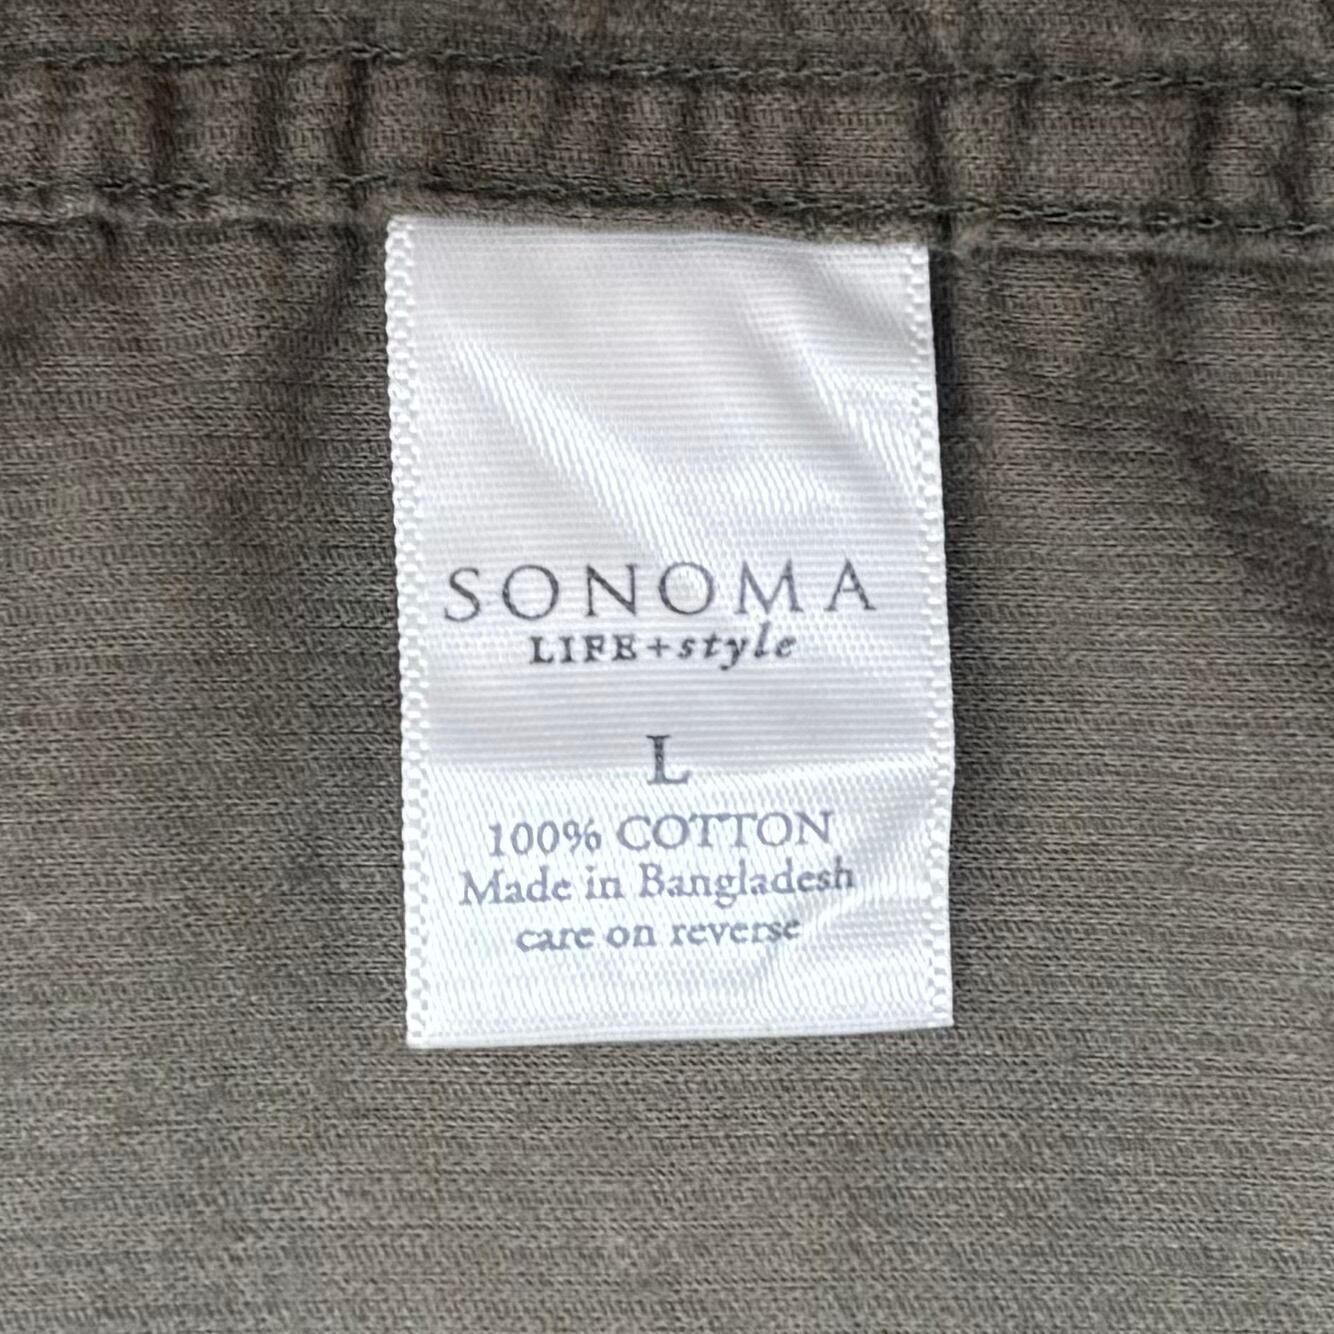 SONOMA
LIFE+style
L
100% COTTON
Made in Bangladesh
care on reverse